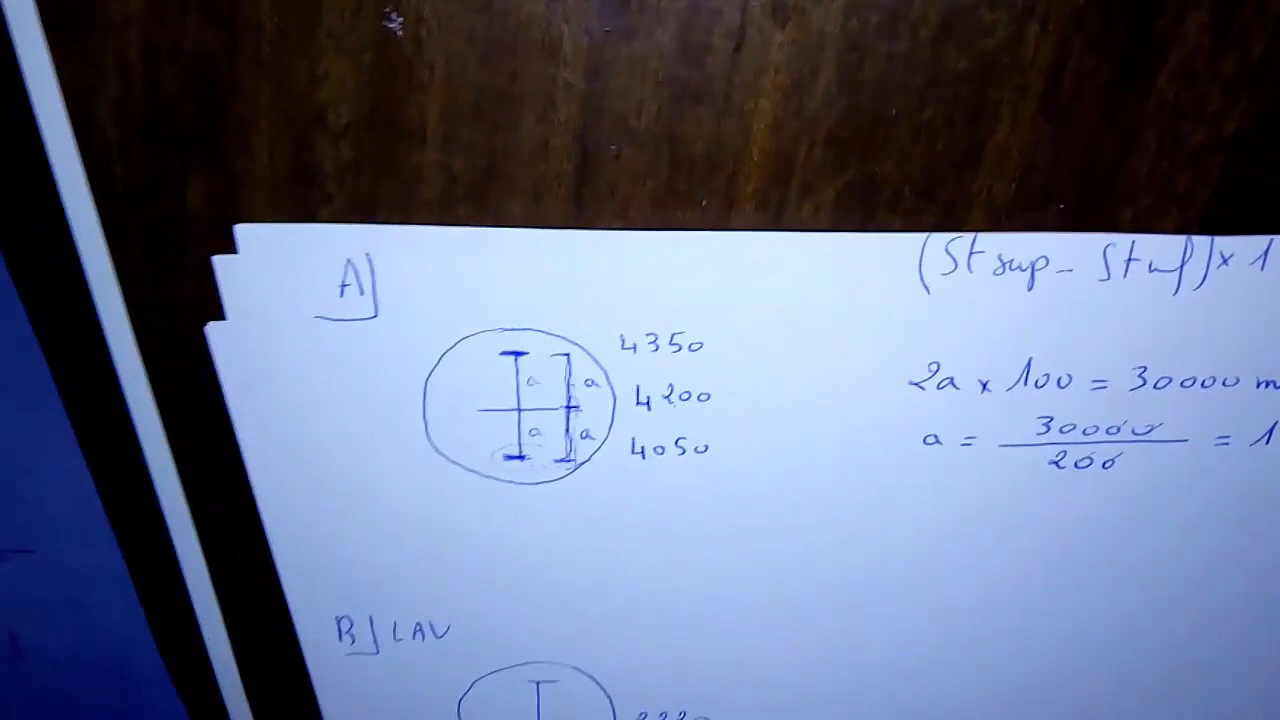 A]
(St sup - St inf) × 1
4350
a a
4200
2a × 100 = 30000 m
a a
4050
a = 30000 / 200 = 1
B] LAV